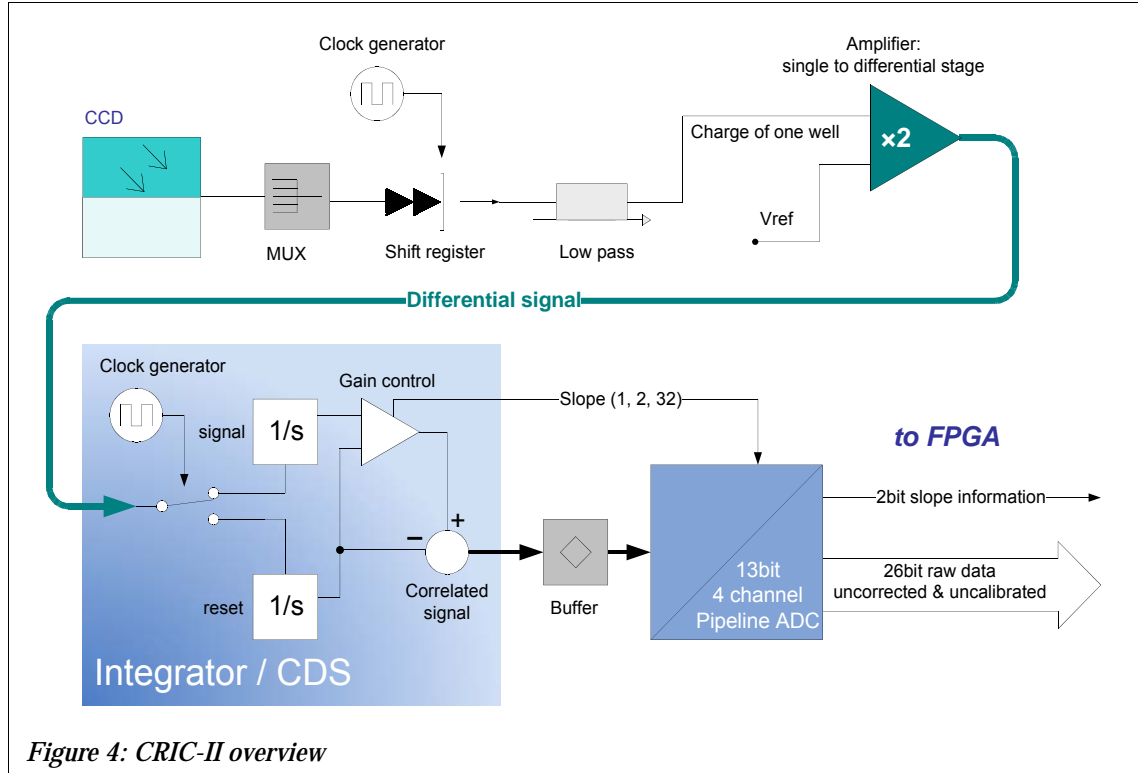 Clock generator
Amplifier:
single to differential stage
CCD
Charge of one well
×2
Vref
MUX
Shift register
Low pass
Differential signal
Clock generator
Gain control
Slope (1, 2, 32)
signal
1/s
to FPGA
2bit slope information
+
−
13bit
4 channel
Pipeline ADC
26bit raw data
uncorrected & uncalibrated
reset
1/s
Correlated
signal
Buffer
Integrator / CDS
Figure 4: CRIC-II overview